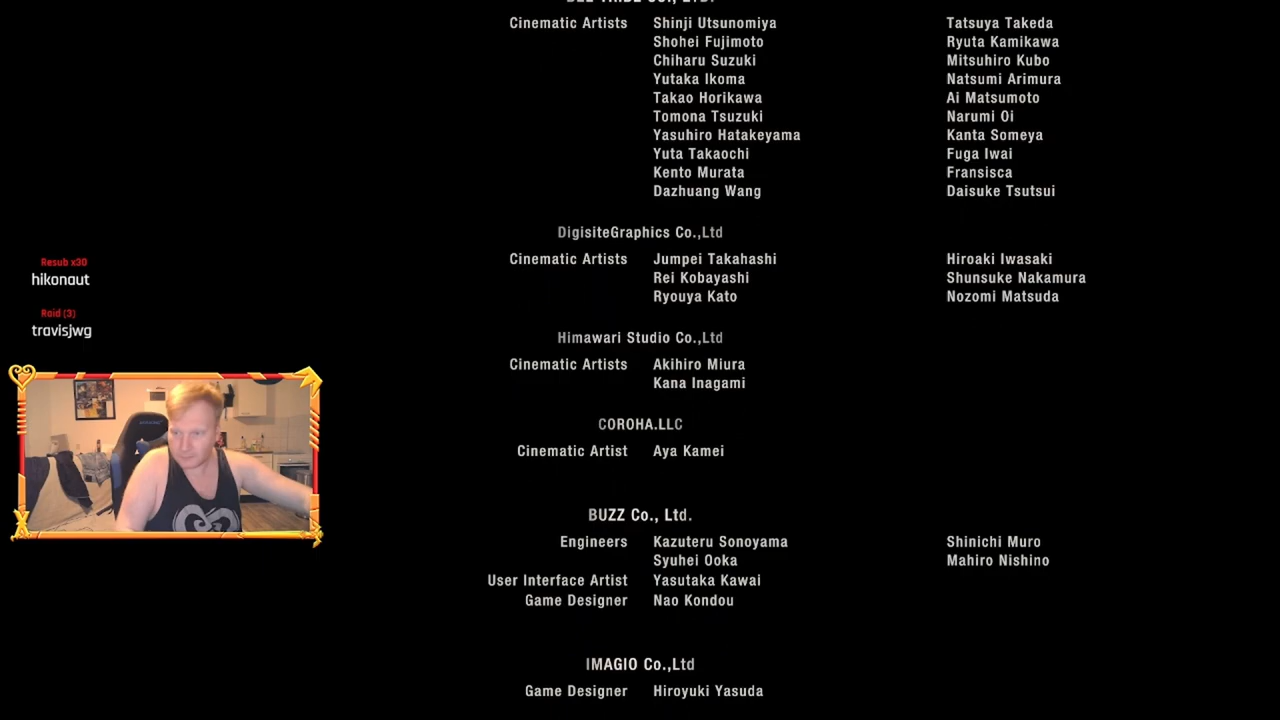 Cinematic Artists Shinji Utsunomiya Tatsuya Takeda
Shohei Fujimoto Ryuta Kamikawa
Chiharu Suzuki Mitsuhiro Kubo
Yutaka Ikoma Natsumi Arimura
Takao Horikawa Ai Matsumoto
Tomona Tsuzuki Narumi Oi
Yasuhiro Hatakeyama Kanta Someya
Yuta Takaochi Fuga Iwai
Kento Murata Fransisca
Dazhuang Wang Daisuke Tsutsui
DigisiteGraphics Co.,Ltd
Cinematic Artists Jumpei Takahashi Hiroaki Iwasaki
Rei Kobayashi Shunsuke Nakamura
Ryouya Kato Nozomi Matsuda
Himawari Studio Co.,Ltd
Cinematic Artists Akihiro Miura
Kana Inagami
COROHA.LLC
Cinematic Artist Aya Kamei
BUZZ Co., Ltd.
Engineers Kazuteru Sonoyama Shinichi Muro
Syuhei Ooka Mahiro Nishino
User Interface Artist Yasutaka Kawai
Game Designer Nao Kondou
IMAGIO Co.,Ltd
Game Designer Hiroyuki Yasuda
Resub x30
hikonaut
Raid (3)
travisjwg